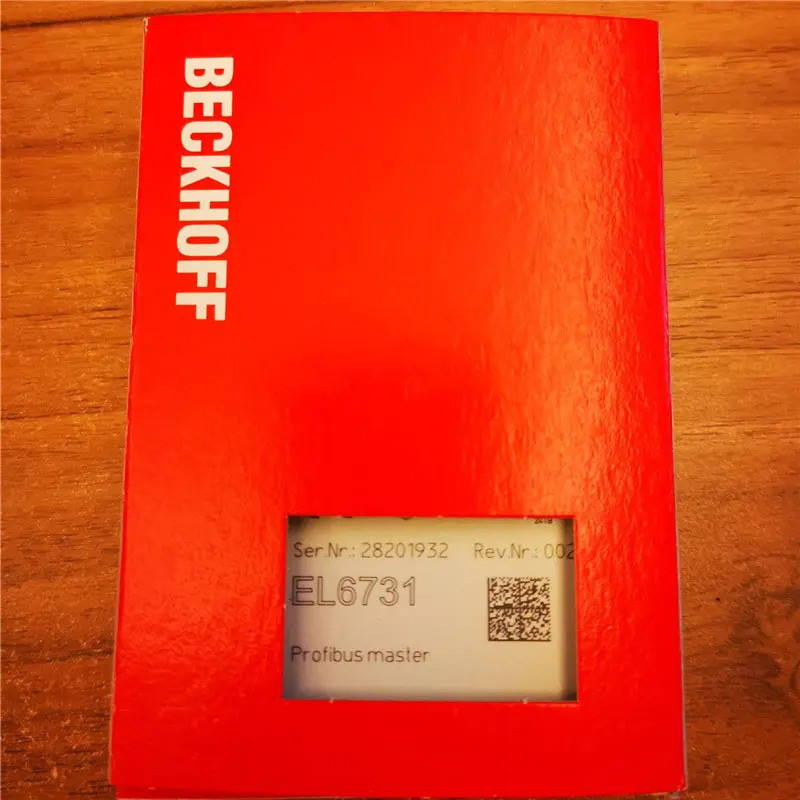 BECKHOFF
Ser.Nr.: 28201932 Rev.Nr.: 002
EL6731
Profibus master